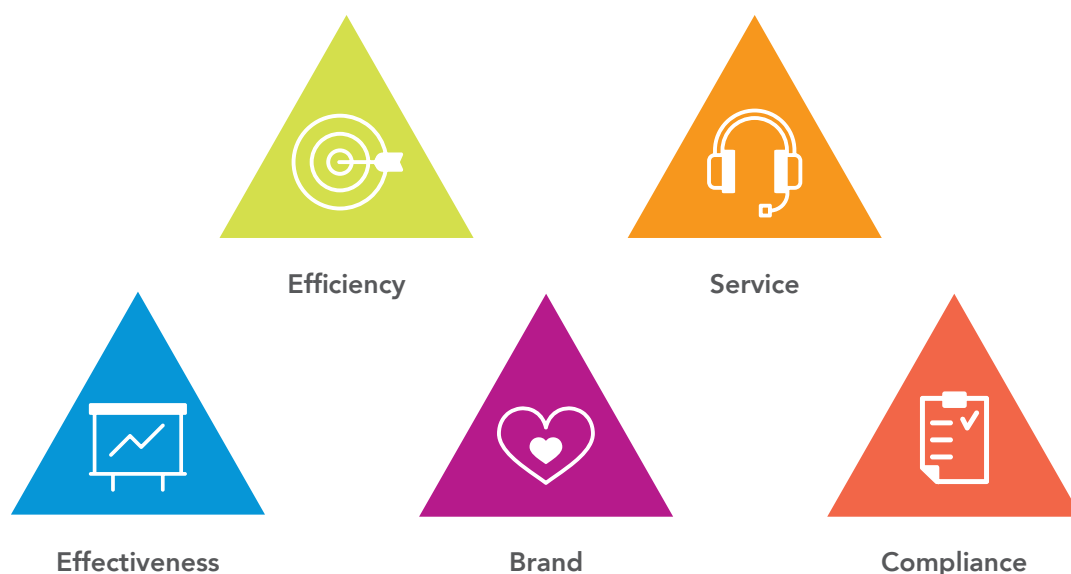 Efficiency
Service
Effectiveness
Brand
Compliance